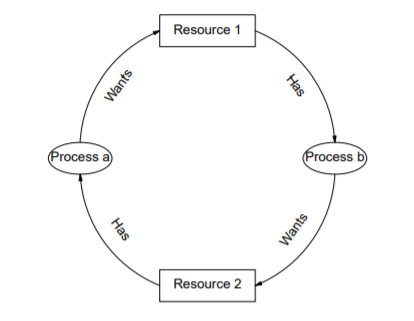 Resource 1
Wants
Has
Process a
Process b
Has
Wants
Resource 2